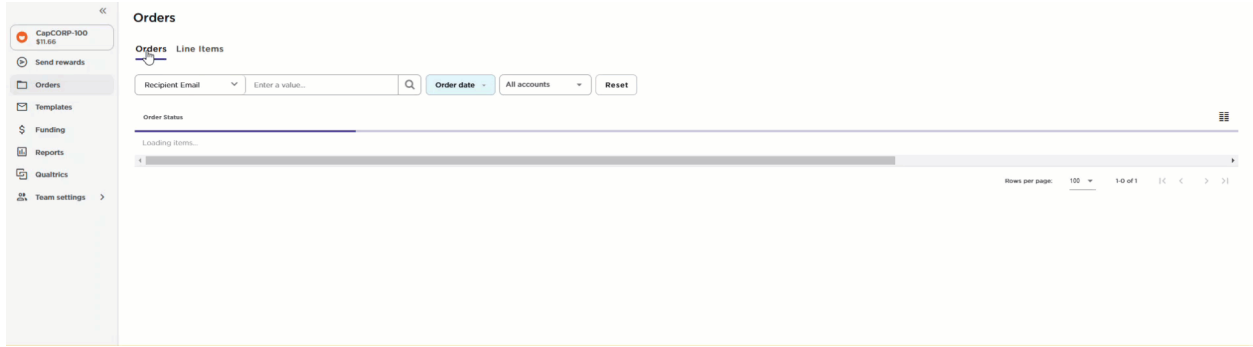 Orders
CapCORP-100
$11.66
Send rewards
Orders
Templates
Funding
Reports
Qualtrics
Team settings
Orders Line Items
Recipient Email Enter a value... Order date All accounts Reset
Order Status
Loading items...
Rows per page: 100 1-0 of 1